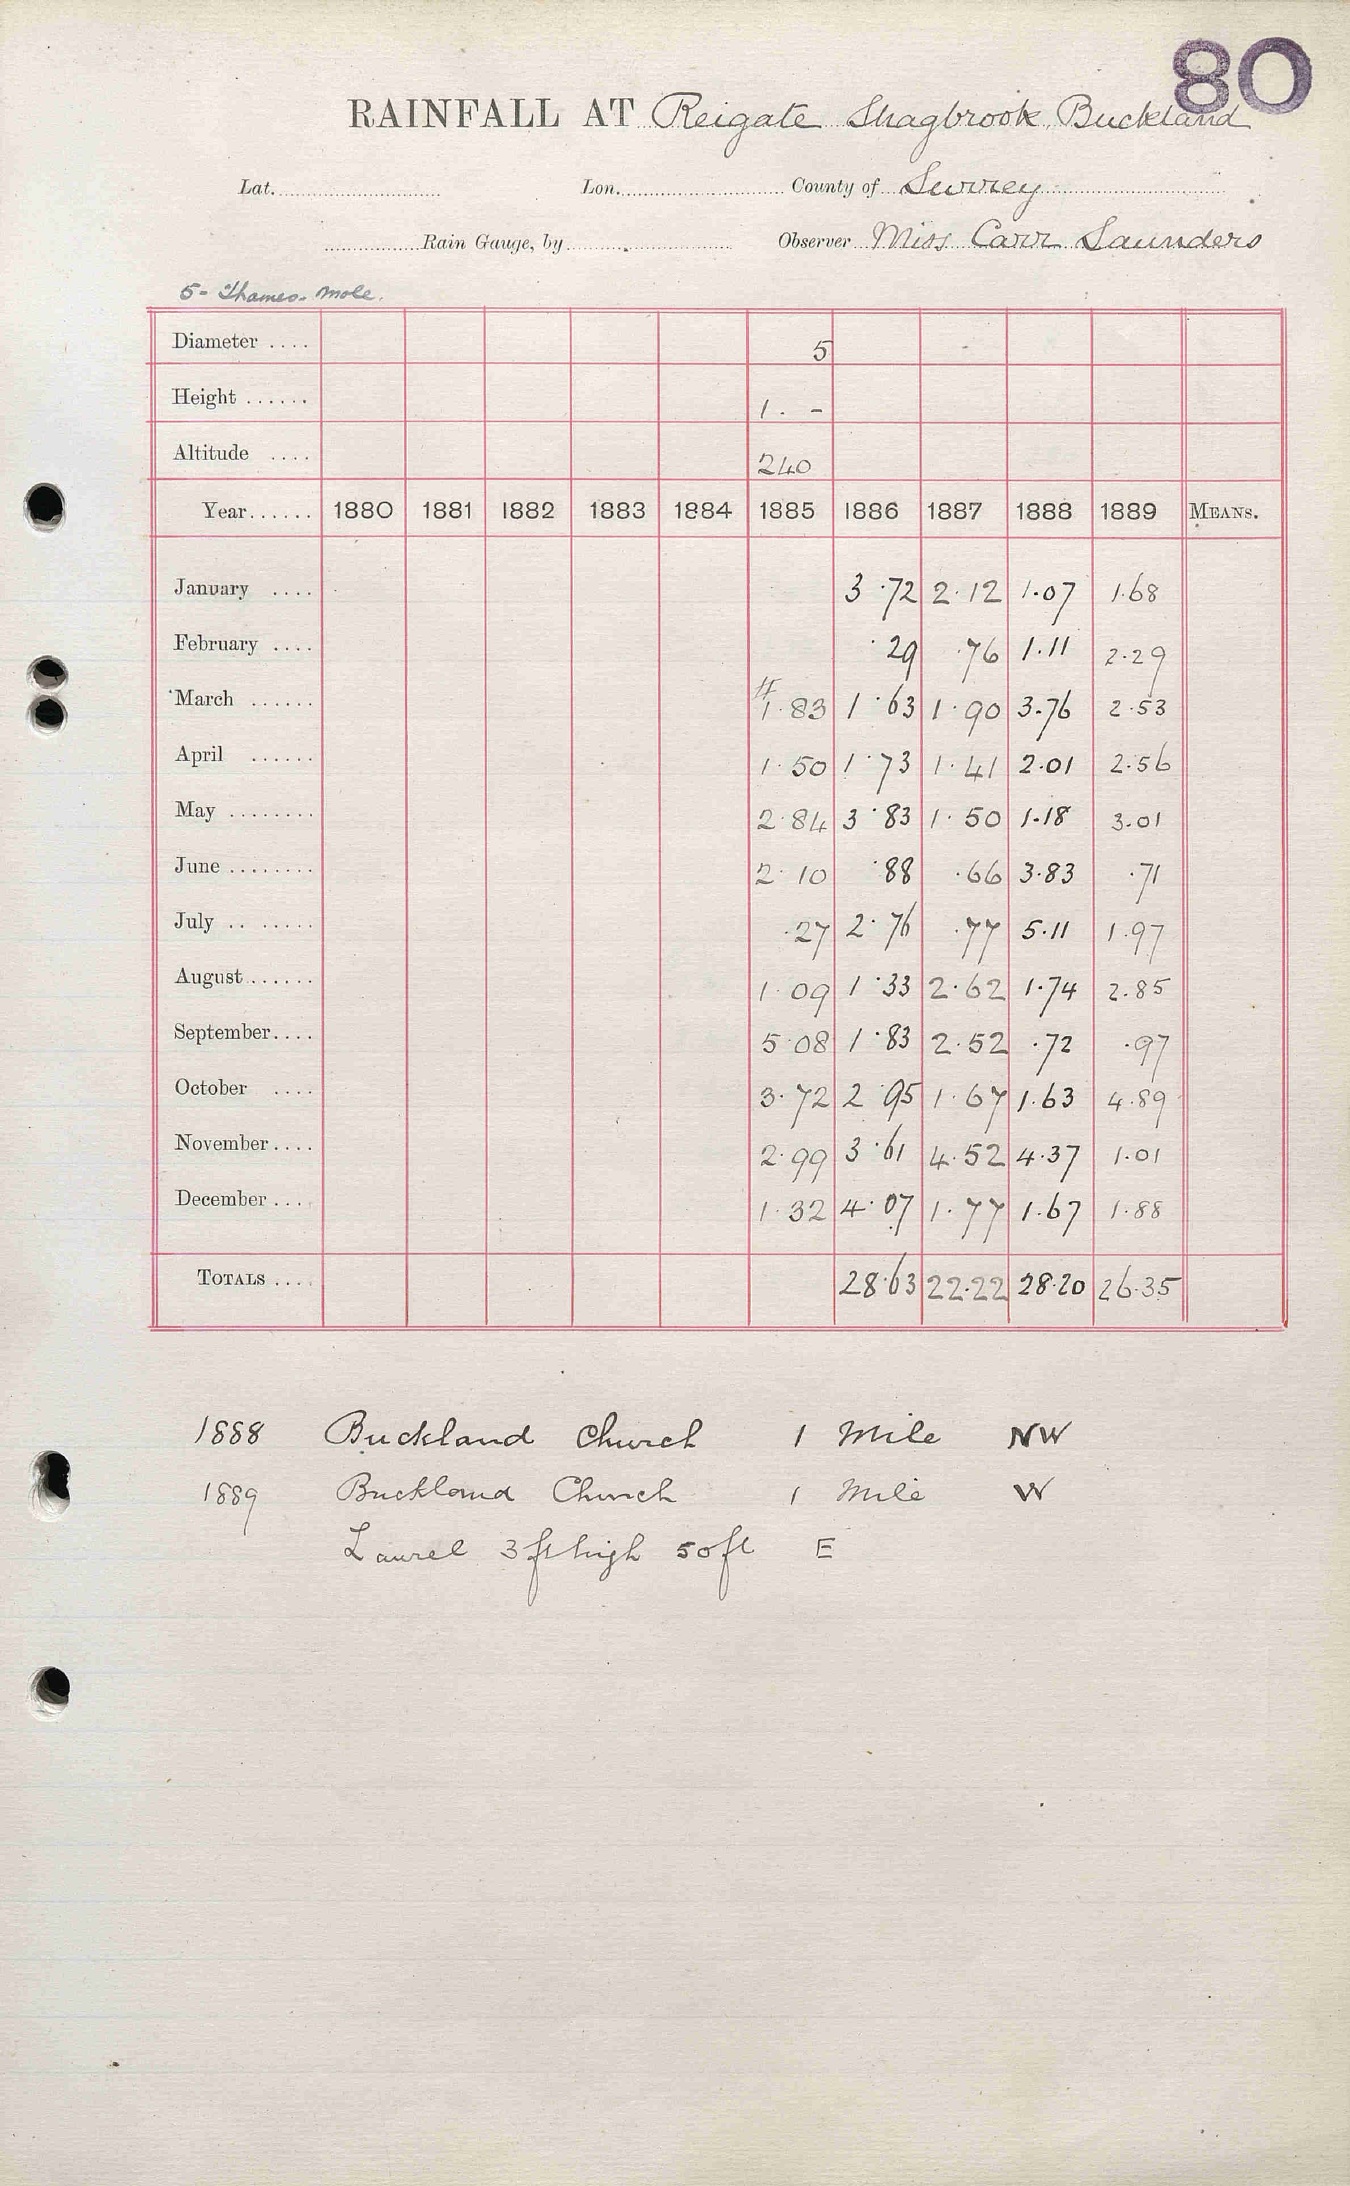 80
RAINFALL AT Reigate Shagbrook Buckland
Lat. Lon. County of Surrey
Rain Gauge, by Observer Miss Carr Saunders
5- Thames. Mole.
Diameter .... 5
Height ...... 1. -
Altitude .... 240
Year ...... 1880 1881 1882 1883 1884 1885 1886 1887 1888 1889 MEANS.
January .... 3.72 2.12 1.07 1.68
February .... .29 .76 1.11 2.29
March ...... 1.83 1.63 1.90 3.76 2.53
April ...... 1.50 1.73 1.41 2.01 2.56
May ........ 2.84 3.83 1.50 1.18 3.01
June ........ 2.10 .88 .66 3.83 .71
July .. ..... .27 2.76 .77 5.11 1.97
August ...... 1.09 1.33 2.62 1.74 2.85
September .... 5.08 1.83 2.52 .72 .97
October .... 3.72 2.95 1.67 1.63 4.89
November .... 2.99 3.61 4.52 4.37 1.01
December .... 1.32 4.07 1.77 1.67 1.88
TOTALS .... 28.63 22.22 28.20 26.35
1888 Buckland Church 1 Mile NW
1889 Buckland Church 1 Mile W
Laurel 3 ft high 50 ft E